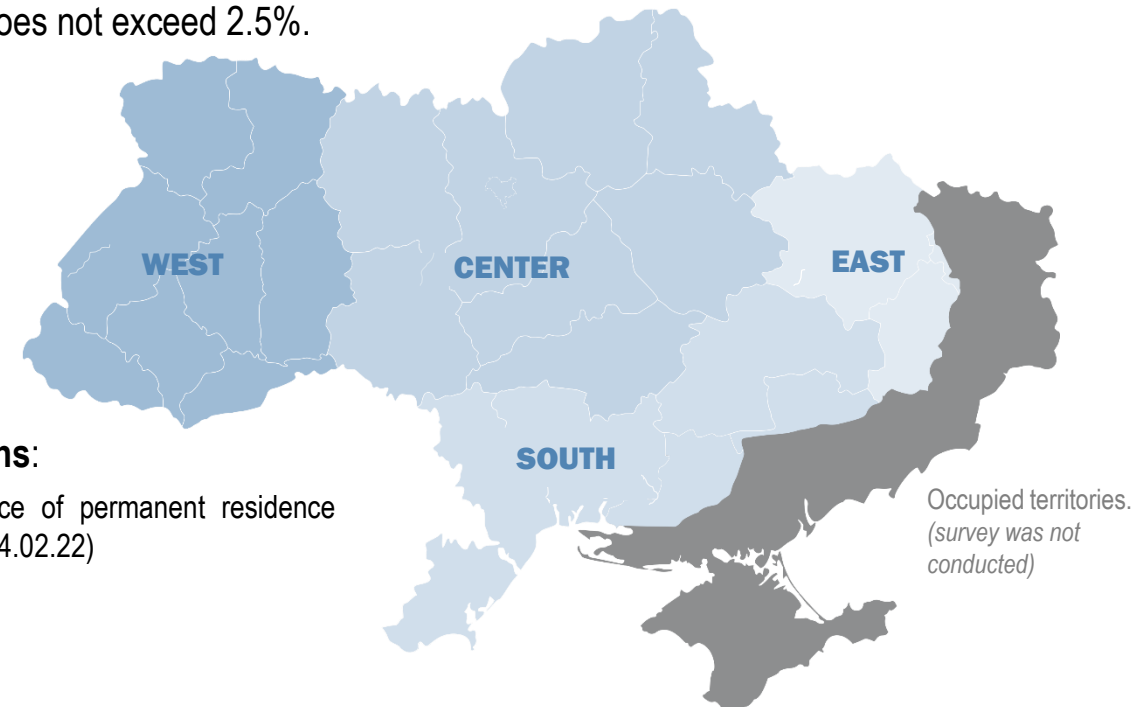 oes not exceed 2.5%.
WEST
CENTER
EAST
SOUTH
ns:
ce of permanent residence
4.02.22)
Occupied territories.
(survey was not
conducted)